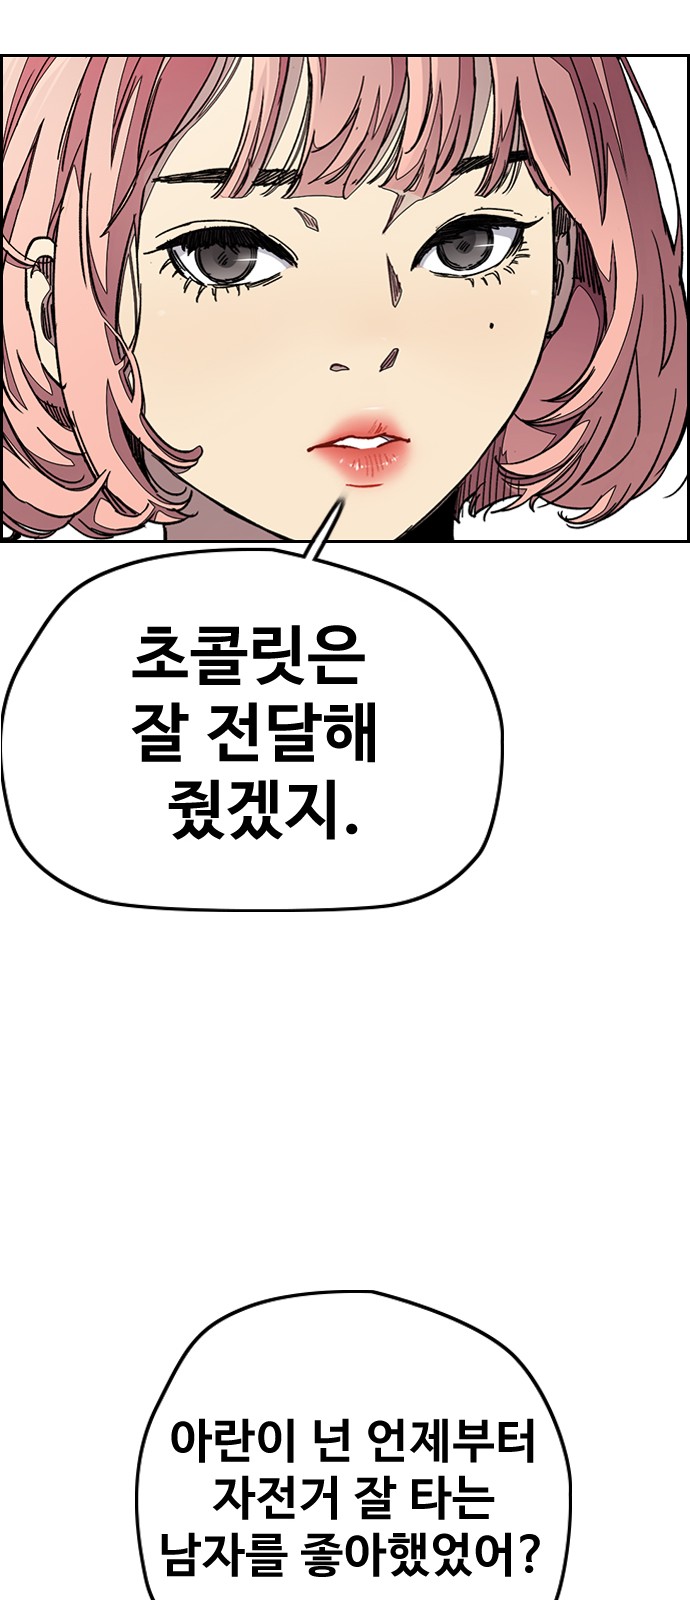 초콜릿은
잘 전달해
줬겠지.
아란이 넌 언제부터
자전거 잘 타는
남자를 좋아했었어?